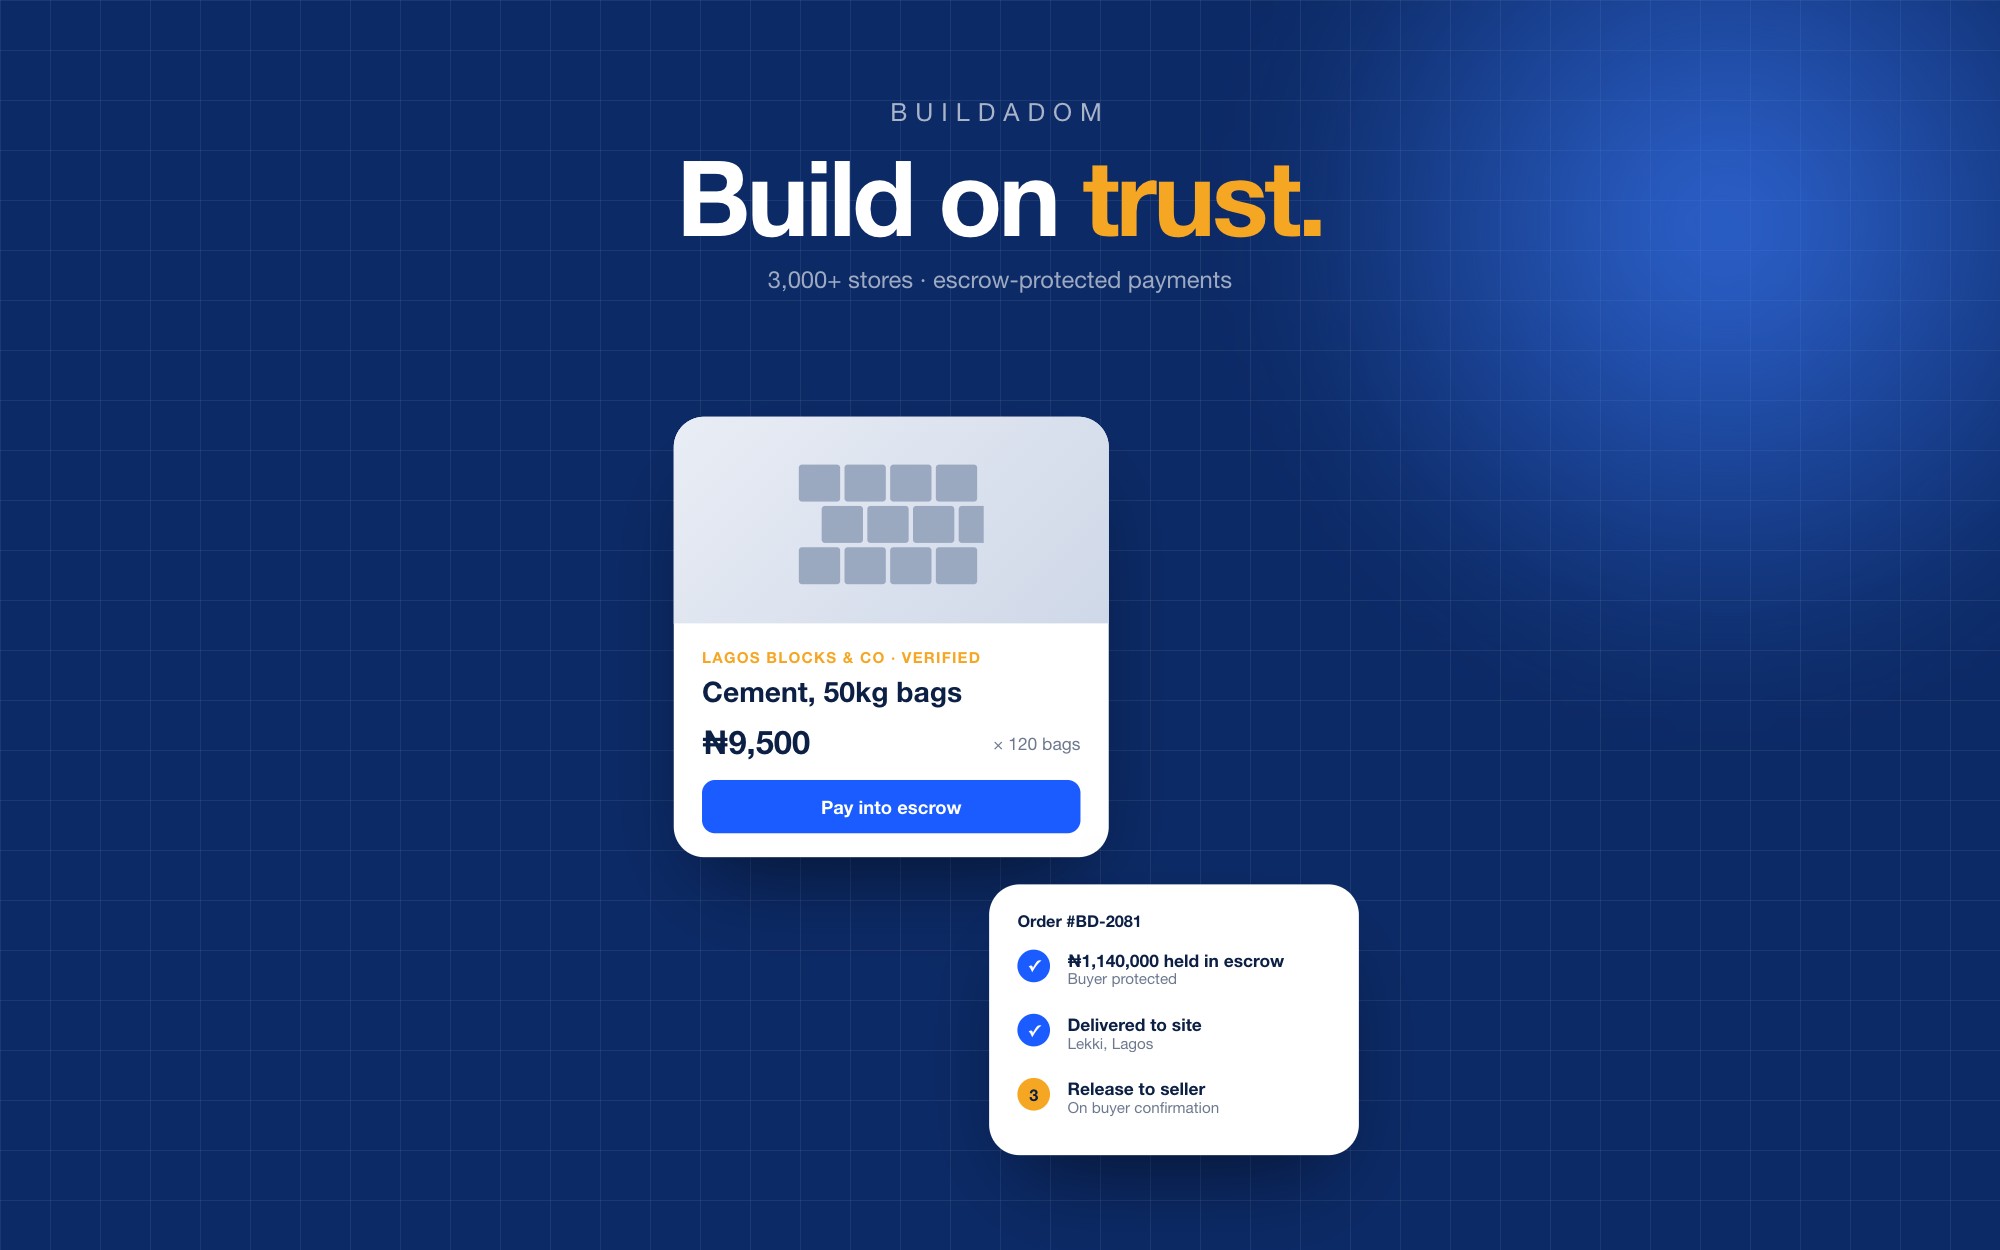 BUILDADOM
Build on trust.
3,000+ stores · escrow-protected payments
LAGOS BLOCKS & CO · VERIFIED
Cement, 50kg bags
₦9,500
× 120 bags
Pay into escrow
Order #BD-2081
✓ ₦1,140,000 held in escrow
Buyer protected
✓ Delivered to site
Lekki, Lagos
3 Release to seller
On buyer confirmation